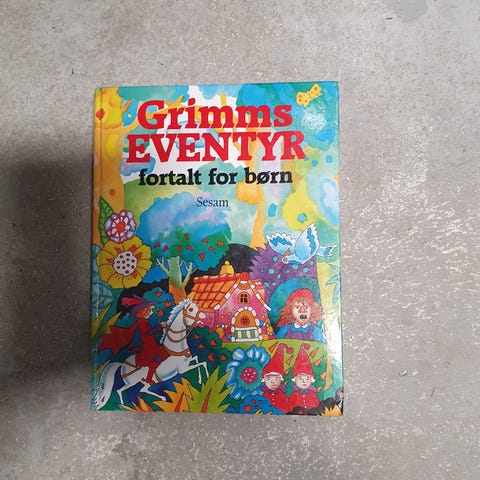 Grimms
EVENTYR
fortalt for børn
Sesam